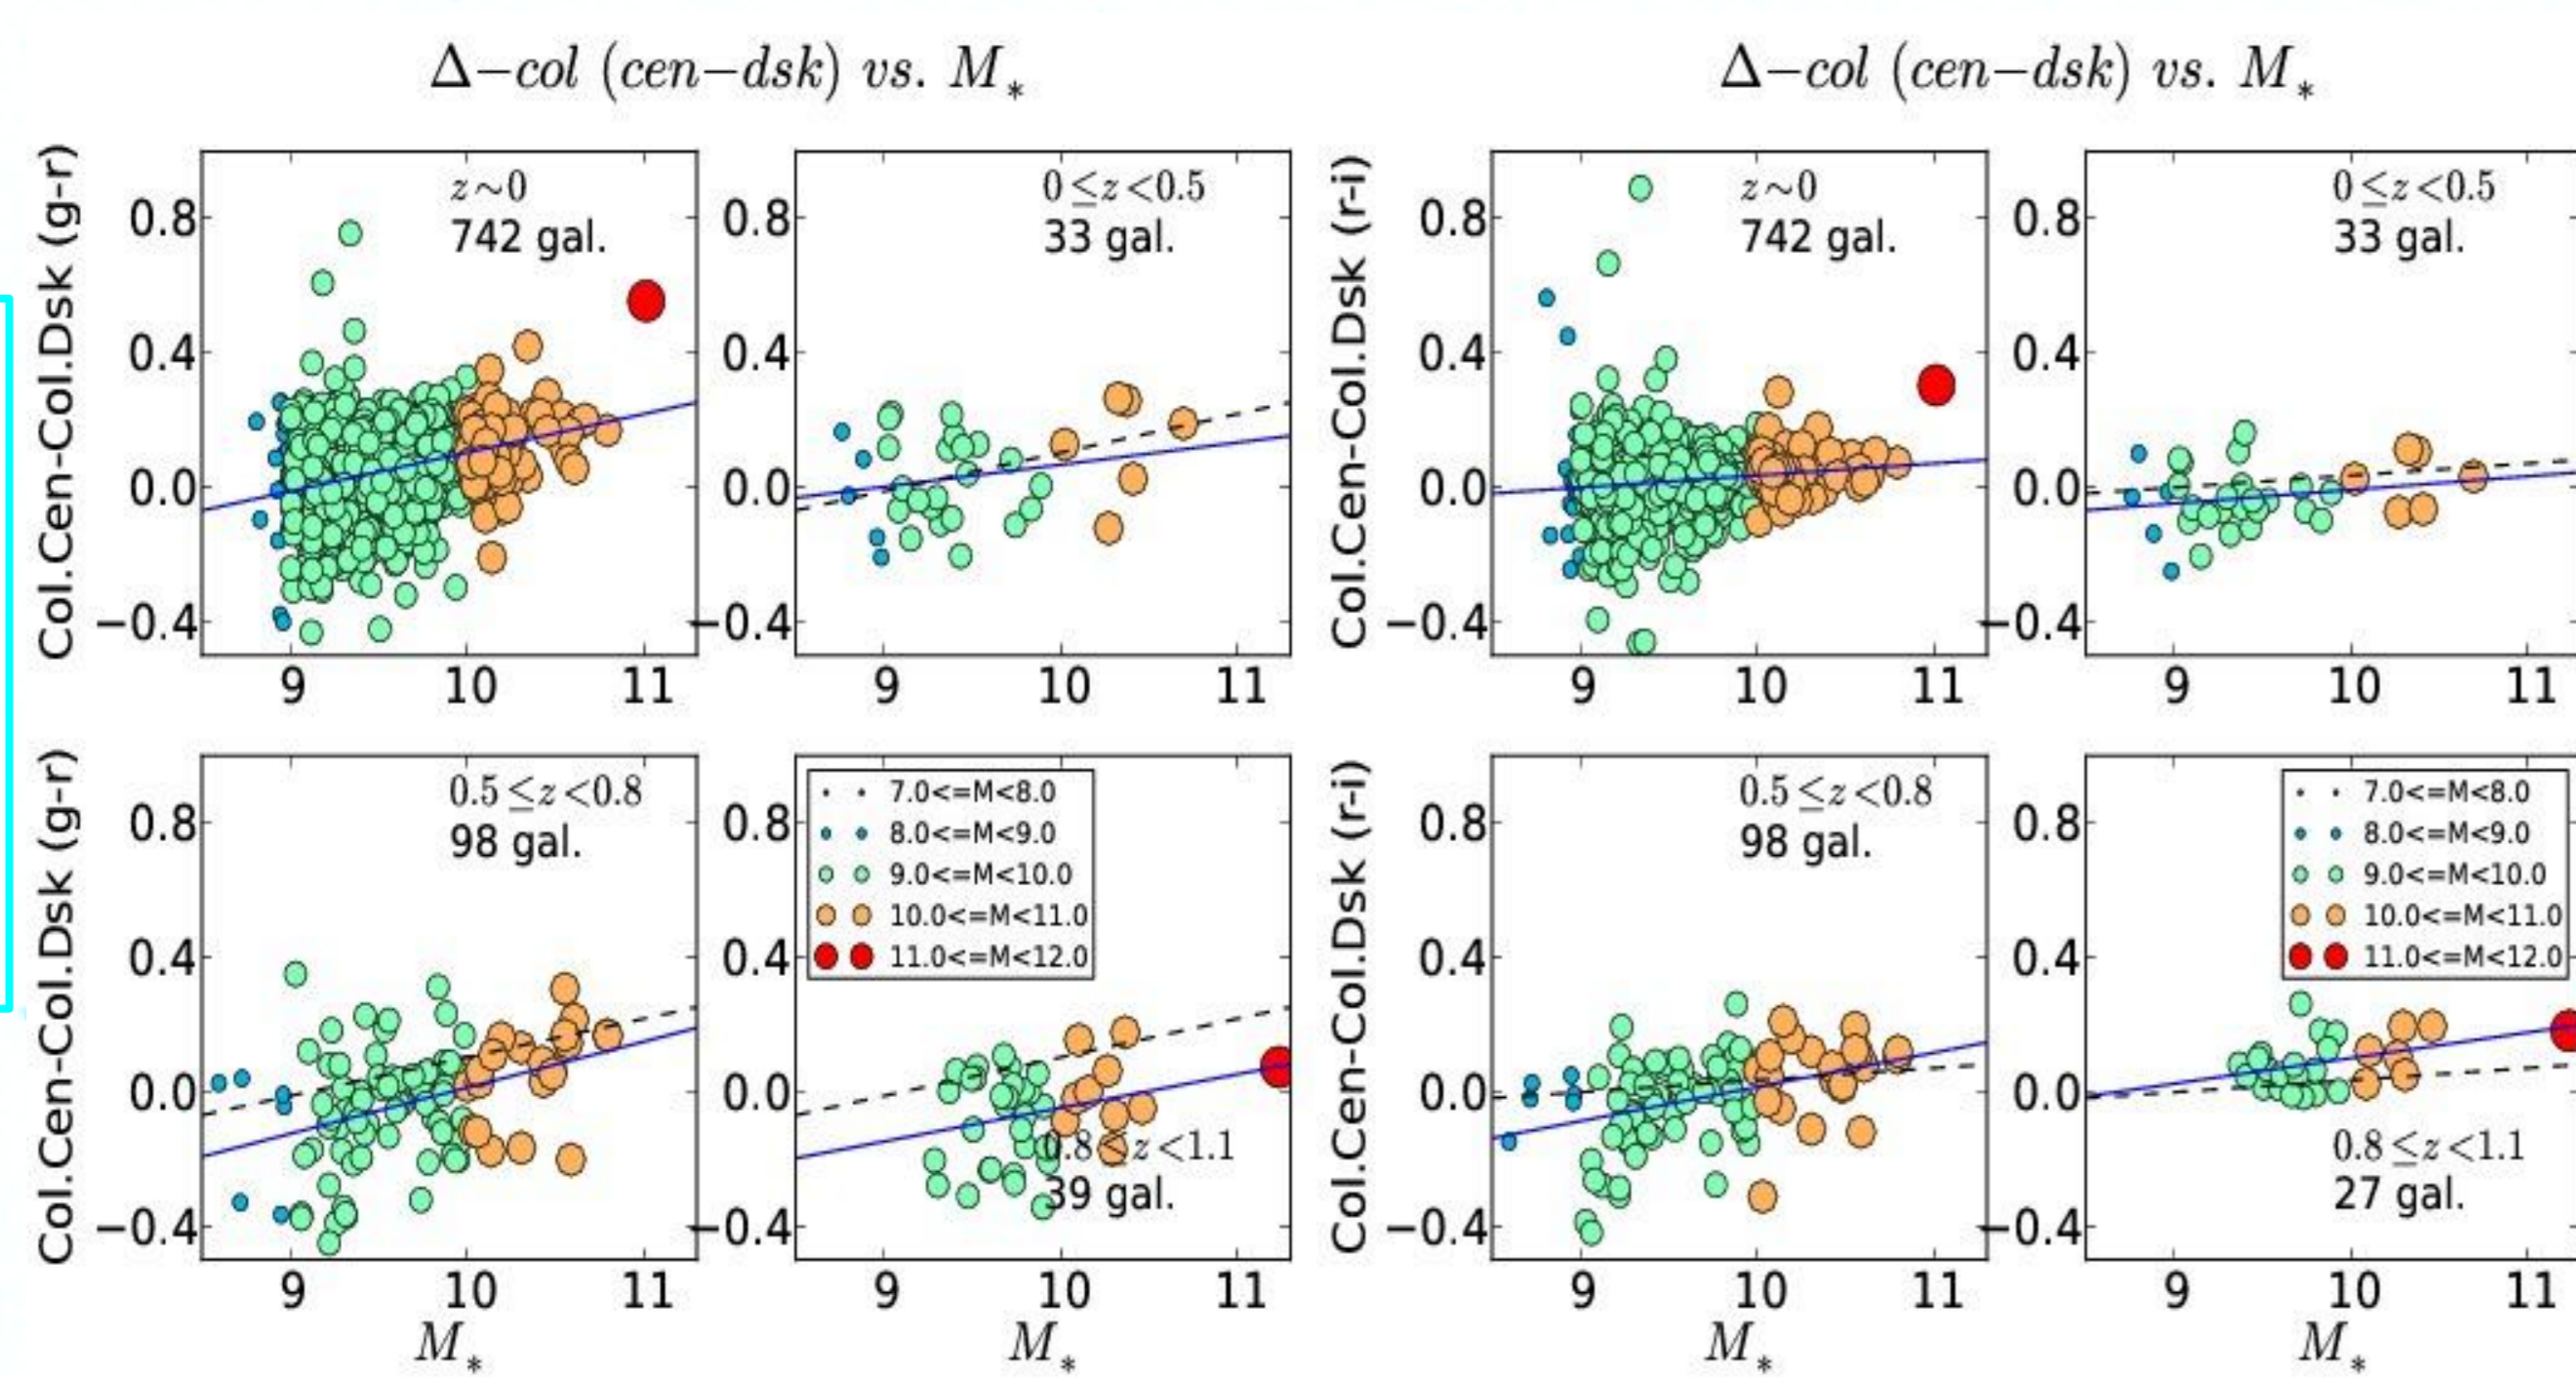 Δ−col (cen−dsk) vs. M*
Col.Cen-Col.Dsk (g-r)
z∼0
742 gal.
0.8
0.4
0.0
−0.4
9 10 11
0≤z<0.5
33 gal.
0.8
0.4
0.0
−0.4
9 10 11
Col.Cen-Col.Dsk (g-r)
0.5≤z<0.8
98 gal.
0.8
0.4
0.0
−0.4
9 10 11
M*
7.0<=M<8.0
8.0<=M<9.0
9.0<=M<10.0
10.0<=M<11.0
11.0<=M<12.0
0.8≤z<1.1
39 gal.
0.8
0.4
0.0
−0.4
9 10 11
M*
Δ−col (cen−dsk) vs. M*
Col.Cen-Col.Dsk (r-i)
z∼0
742 gal.
0.8
0.4
0.0
−0.4
9 10 11
0≤z<0.5
33 gal.
0.8
0.4
0.0
−0.4
9 10 11
Col.Cen-Col.Dsk (r-i)
0.5≤z<0.8
98 gal.
0.8
0.4
0.0
−0.4
9 10 11
M*
7.0<=M<8.0
8.0<=M<9.0
9.0<=M<10.0
10.0<=M<11.0
11.0<=M<12.0
0.8≤z<1.1
27 gal.
0.8
0.4
0.0
−0.4
9 10 11
M*